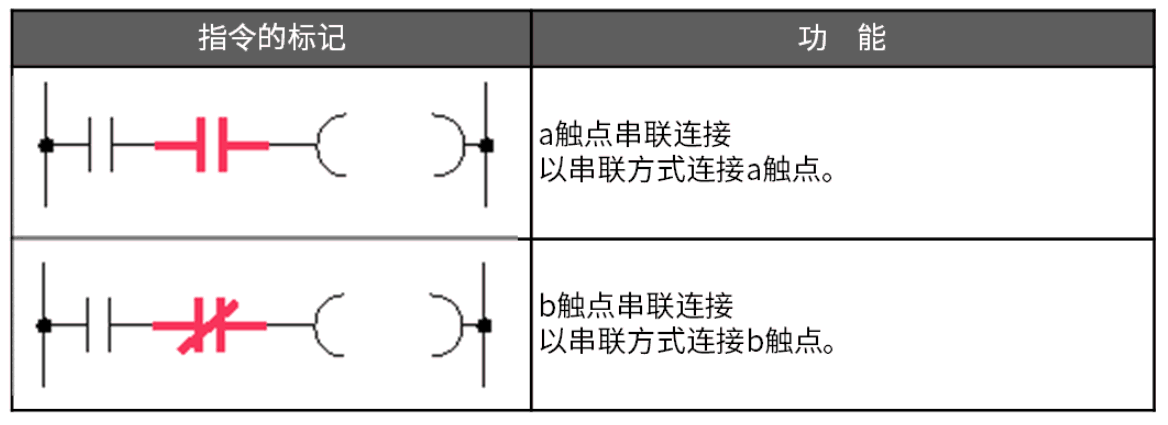 指令的标记
功 能
a触点串联连接
以串联方式连接a触点。
b触点串联连接
以串联方式连接b触点。